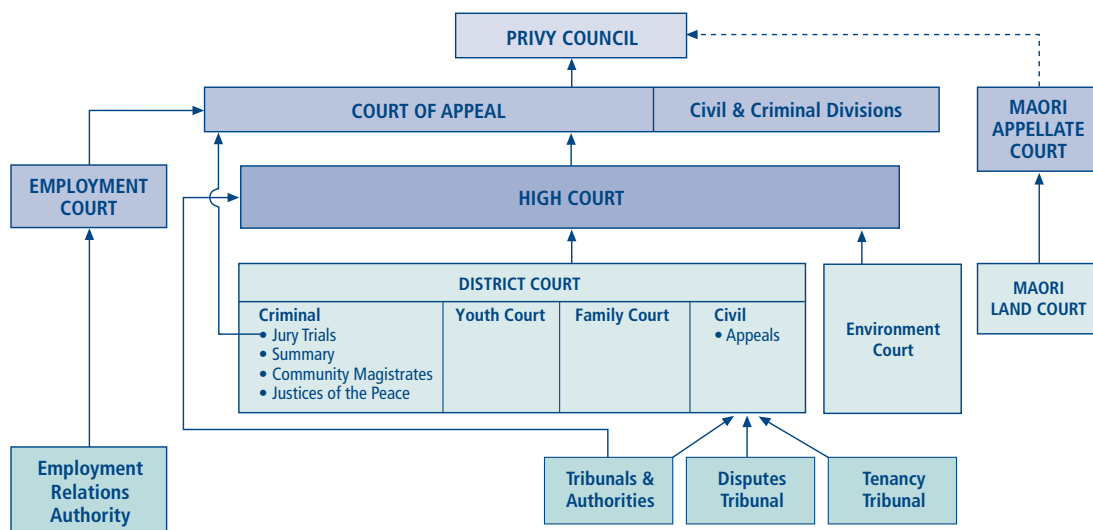 PRIVY COUNCIL
COURT OF APPEAL
Civil & Criminal Divisions
MAORI
APPELLATE
COURT
EMPLOYMENT
COURT
HIGH COURT
DISTRICT COURT
Criminal
• Jury Trials
• Summary
• Community Magistrates
• Justices of the Peace
Youth Court
Family Court
Civil
• Appeals
Environment
Court
MAORI
LAND COURT
Employment
Relations
Authority
Tribunals &
Authorities
Disputes
Tribunal
Tenancy
Tribunal